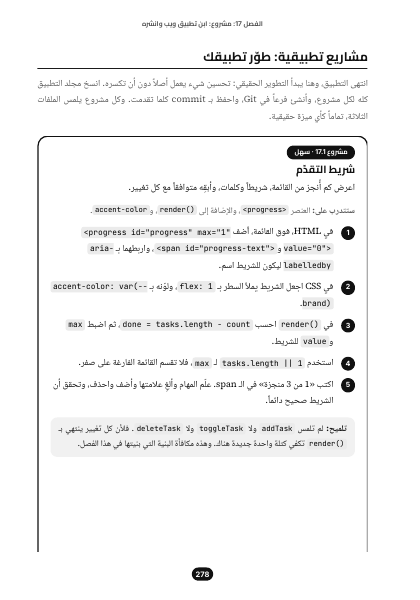 الفصل 17: مشروع: ابن تطبيق ويب وانشره
مشاريع تطبيقية: طوّر تطبيقك
انتهى التطبيق، وهنا يبدأ التطوير الحقيقي: تحسين شيء يعمل أصلاً دون أن تكسره. انسخ مجلد التطبيق
كله لكل مشروع، وأنشئ فرعاً في Git، واحفظ بـ commit كلما تقدمت. وكل مشروع يلمس الملفات
الثلاثة، تماماً كأي ميزة حقيقية.
مشروع 17.1 · سهل
شريط التقدّم
اعرض كم أُنجز من القائمة، شريطاً وكلمات، وأبقِه متوافقاً مع كل تغيير.
ستتدرب على: العنصر <progress>، والإضافة إلى render()، و accent-color.
1 في HTML، فوق القائمة، أضف <progress id="progress" max="1"
value="0"> و <span id="progress-text">، واربطهما بـ aria-
labelledby ليكون للشريط اسم.
2 في CSS اجعل الشريط يملأ السطر بـ flex: 1، ولوّنه بـ accent-color: var(--
brand).
3 في render() احسب done = tasks.length - count، ثم اضبط max
و value للشريط.
4 استخدم tasks.length || 1 لـ max، فلا تقسم القائمة الفارغة على صفر.
5 اكتب «1 من 3 منجزة» في الـ span. علّم المهام وألغِ علامتها وأضف واحذف، وتحقق أن
الشريط صحيح دائماً.
تلميح: لم تلمس addTask ولا toggleTask ولا deleteTask. فلأن كل تغيير ينتهي بـ
render() تكفي كتلة واحدة جديدة هناك. وهذه مكافأة البنية التي بنيتها في هذا الفصل.
278